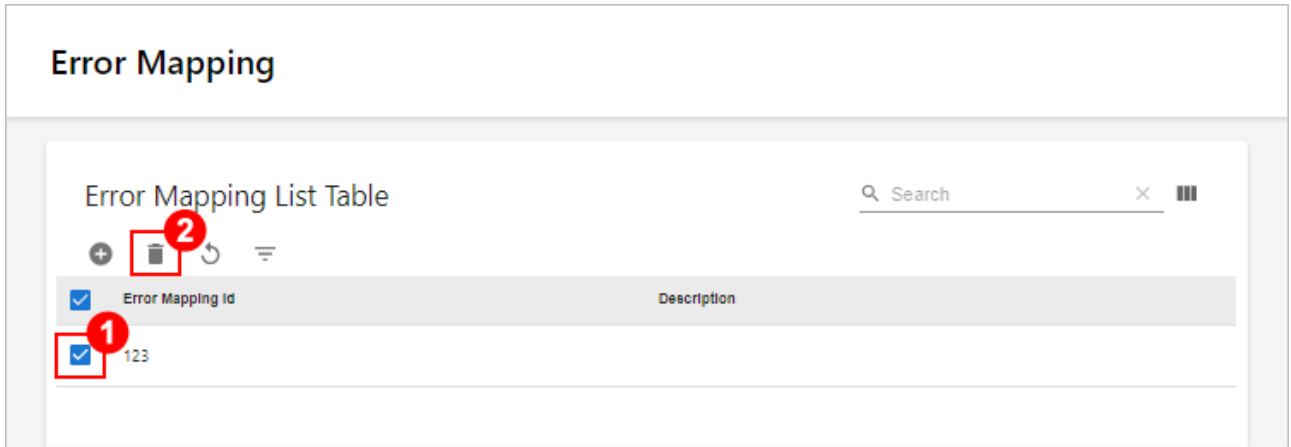 Error Mapping
Error Mapping List Table
Search
2
Error Mapping Id
Description
1
123